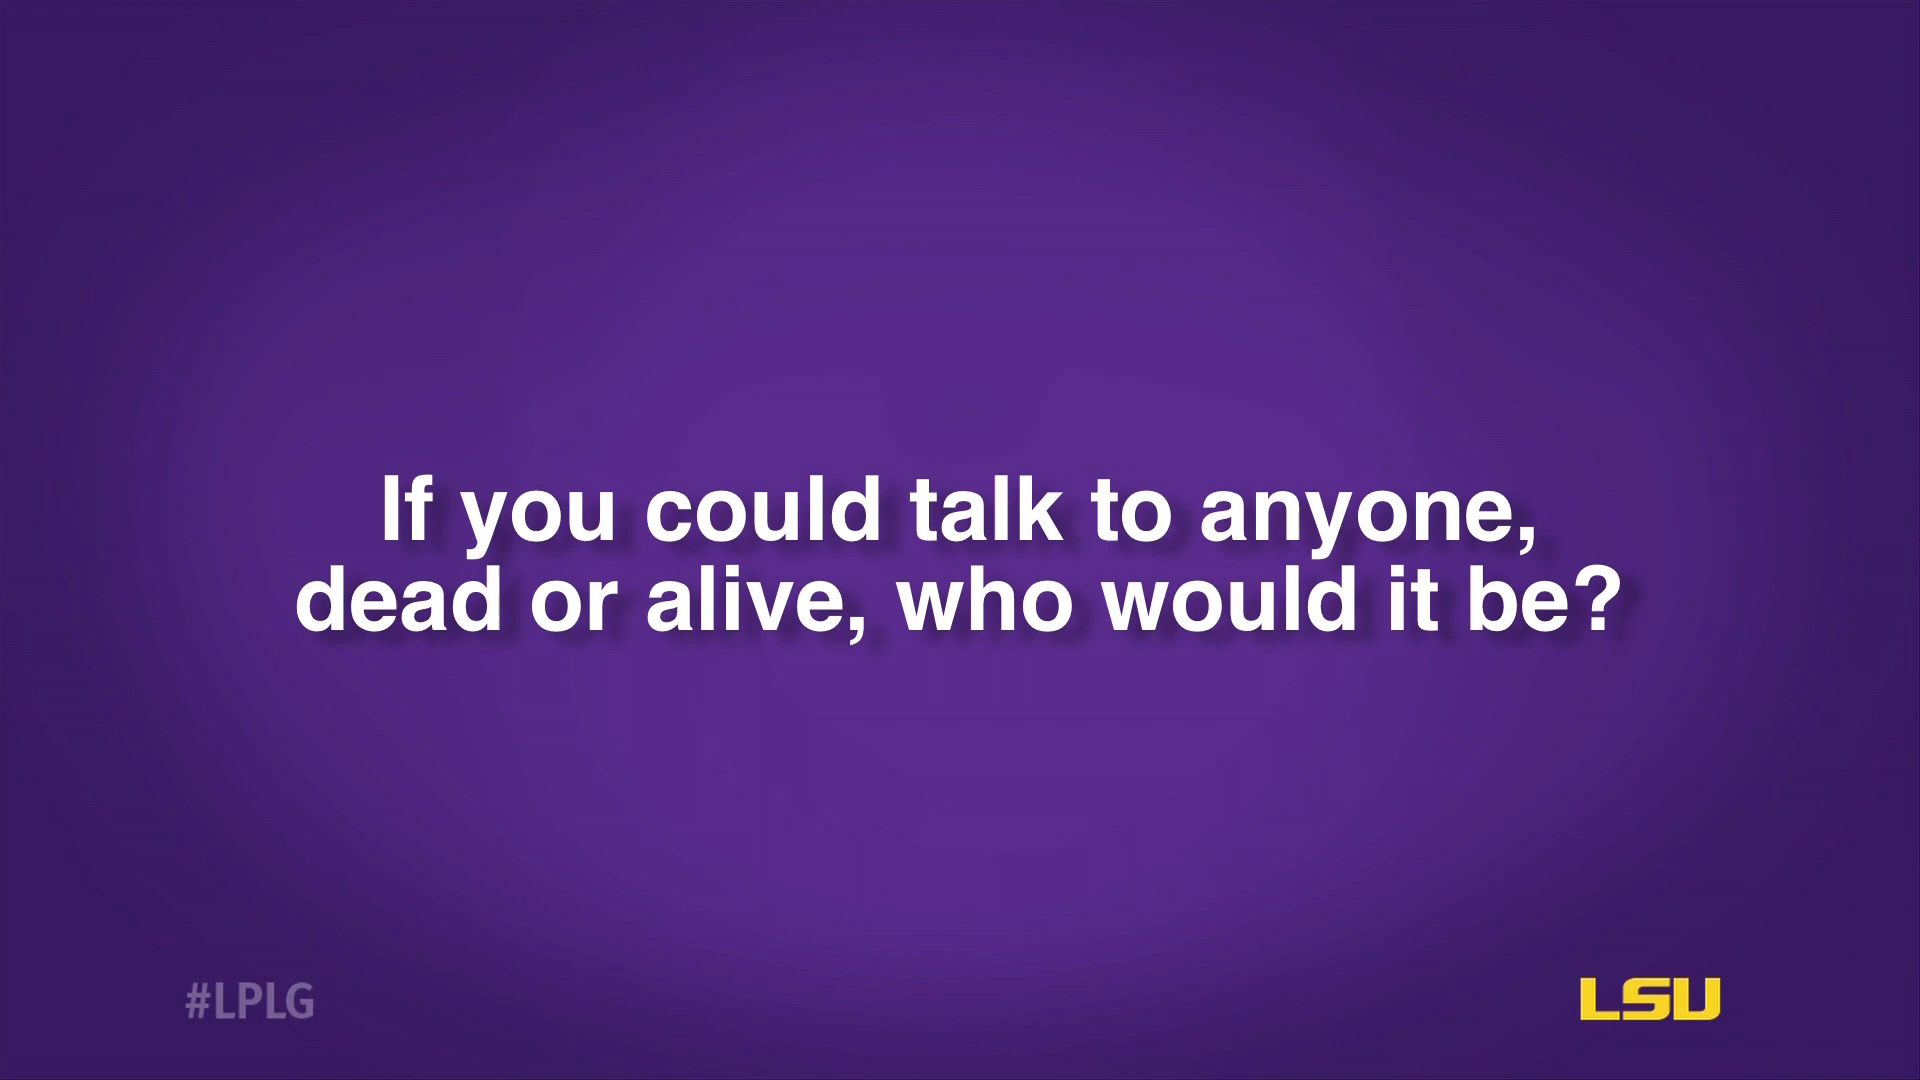 If you could talk to anyone,
dead or alive, who would it be?
#LPLG
LSU